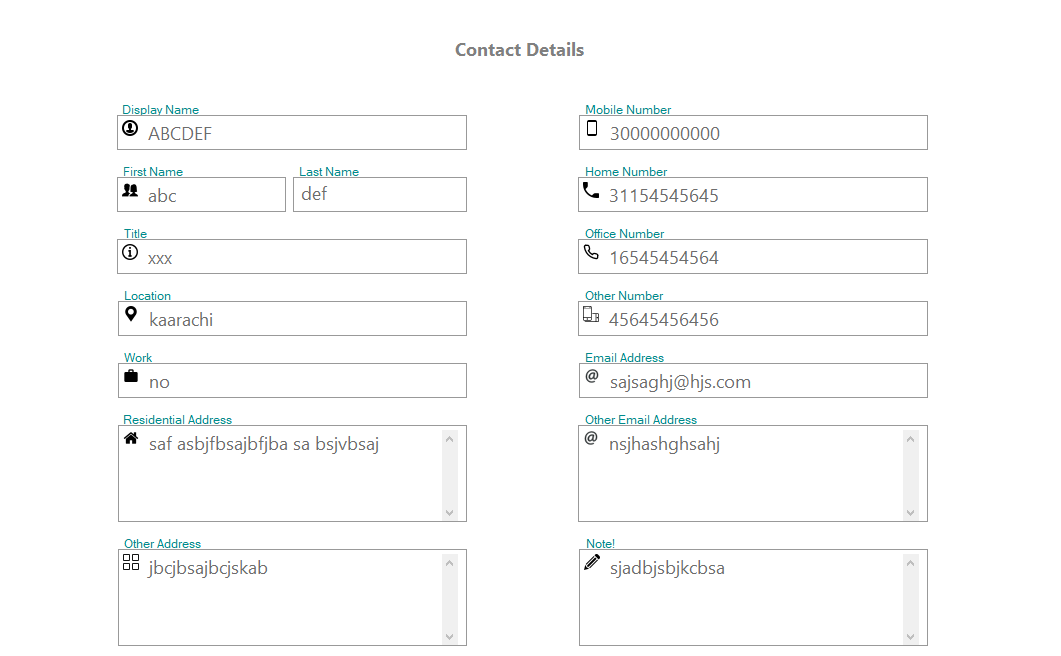 Contact Details
Display Name
ABCDEF
First Name
abc
Last Name
def
Title
xxx
Location
kaarachi
Work
no
Residential Address
saf asbjfbsajbfjba sa bsjvbsaj
Other Address
jbcjbsajbcjskab
Mobile Number
30000000000
Home Number
31154545645
Office Number
16545454564
Other Number
45645456456
Email Address
@ sajsaghj@hjs.com
Other Email Address
@ nsjhashghsahj
Note!
sjadbjsbjkcbsa